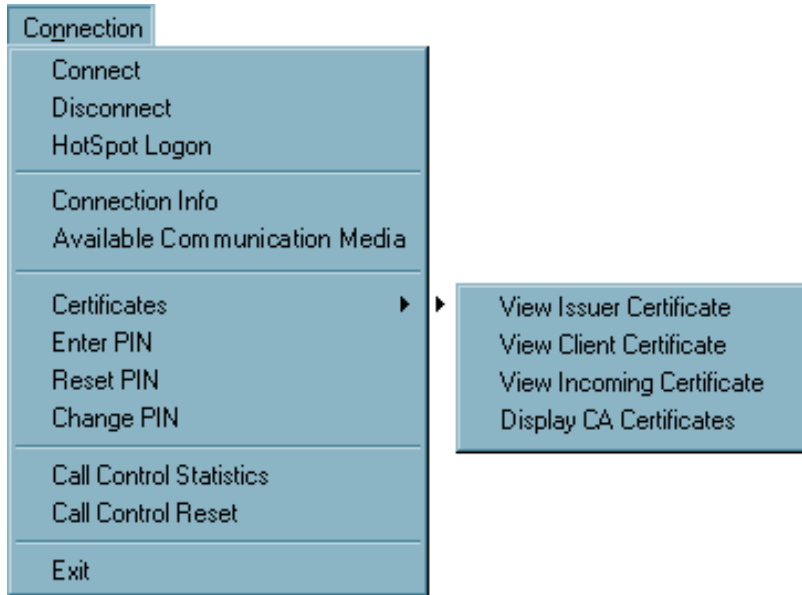 Connection
Connect
Disconnect
HotSpot Logon
Connection Info
Available Communication Media
Certificates
Enter PIN
Reset PIN
Change PIN
Call Control Statistics
Call Control Reset
Exit
View Issuer Certificate
View Client Certificate
View Incoming Certificate
Display CA Certificates